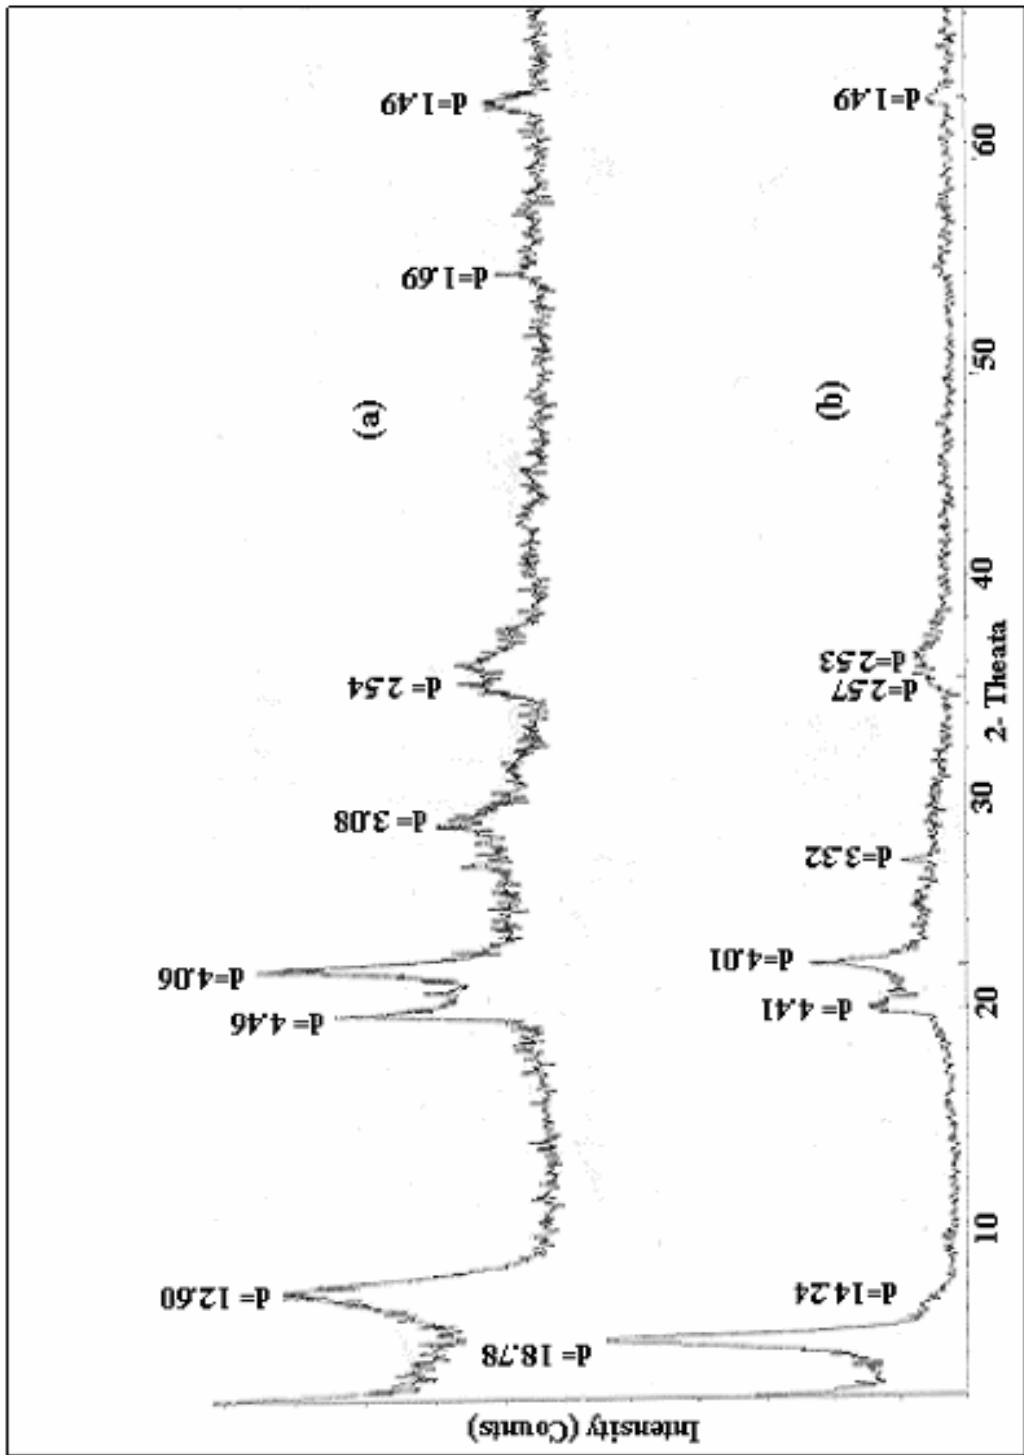 Intensity (Counts)
d= 12.60
d= 4.46
d=4.06
d= 3.08
d= 2.54
d=1.69
d=1.49
(a)
d= 18.78
d=14.24
d= 4.41
d=4.01
d=3.32
d=2.57
d=2.53
d=1.49
(b)
10
20
30
40
50
60
2- Theata